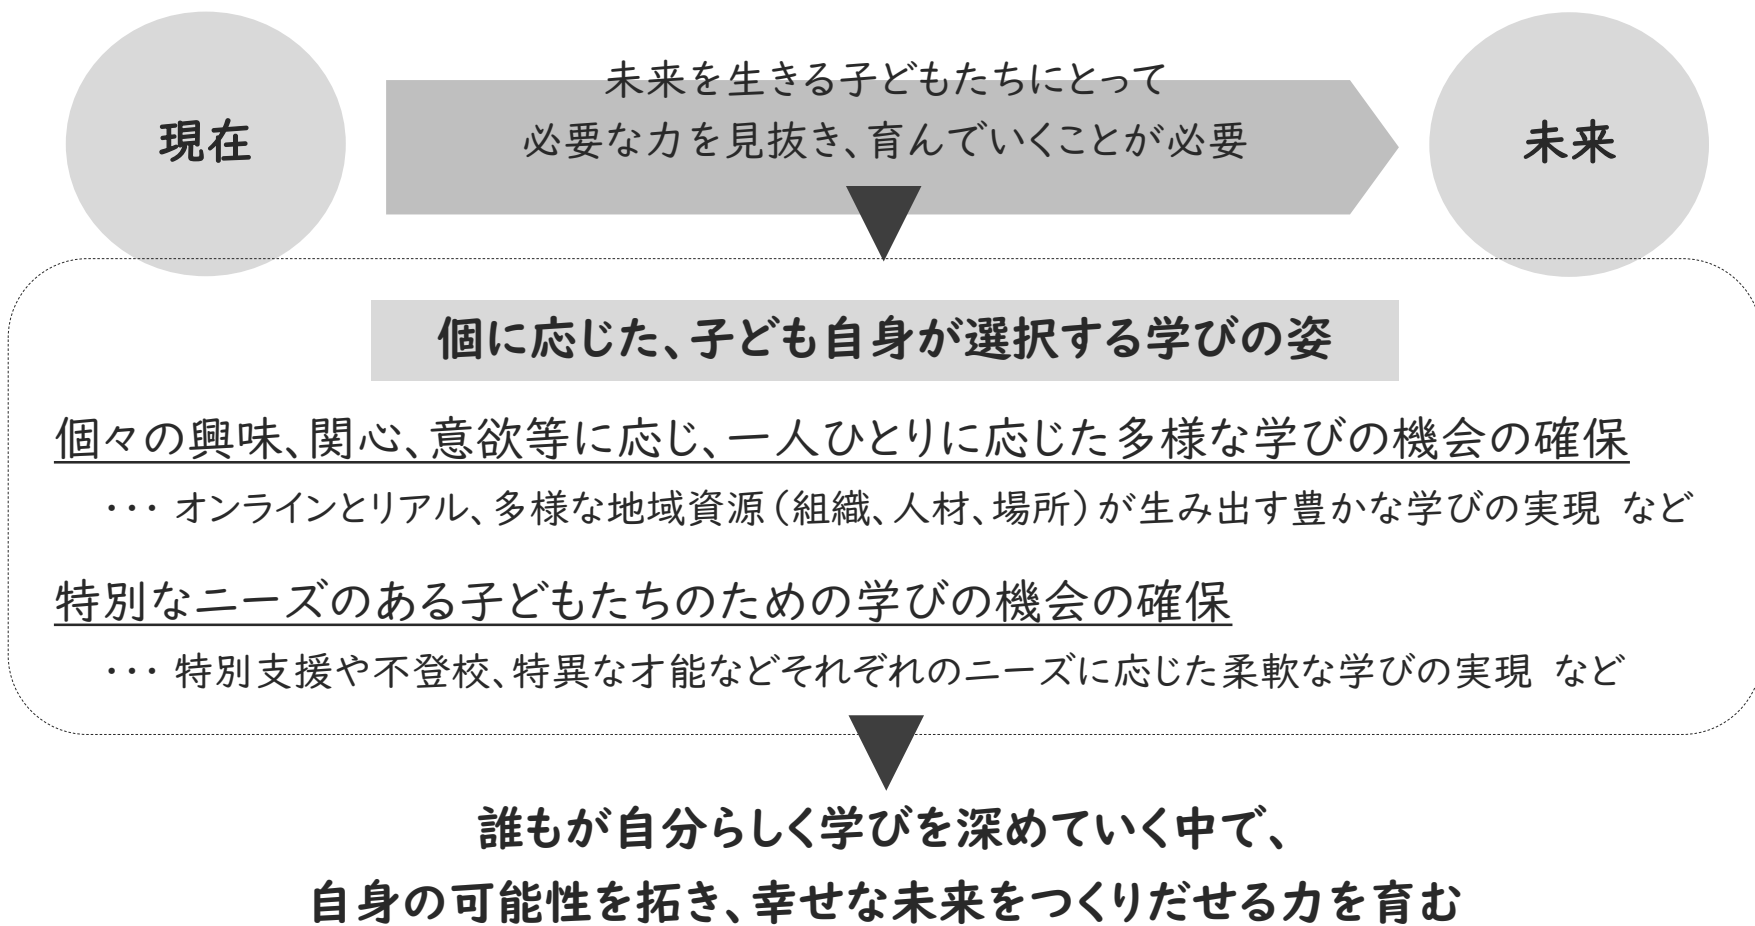 現在
未来を生きる子どもたちにとって
必要な力を見抜き、育んでいくことが必要
未来
個に応じた、子ども自身が選択する学びの姿
個々の興味、関心、意欲等に応じ、一人ひとりに応じた多様な学びの機会の確保
・・・ オンラインとリアル、多様な地域資源（組織、人材、場所）が生み出す豊かな学びの実現 など
特別なニーズのある子どもたちのための学びの機会の確保
・・・ 特別支援や不登校、特異な才能などそれぞれのニーズに応じた柔軟な学びの実現 など
誰もが自分らしく学びを深めていく中で、
自身の可能性を拓き、幸せな未来をつくりだせる力を育む